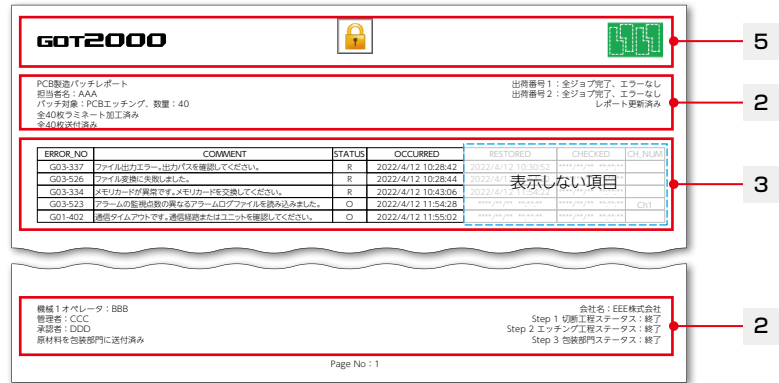 GOT2000
5
PCB製造バッチレポート
担当者名：AAA
バッチ対象：PCBエッチング、数量：40
全40枚ラミネート加工済み
全40枚送付済み
出荷番号1：全ジョブ完了、エラーなし
出荷番号2：全ジョブ完了、エラーなし
レポート更新済み
2
ERROR_NO COMMENT STATUS OCCURRED RESTORED CHECKED CH_NUM
G03-337 ファイル出力エラー。出力パスを確認してください。 R 2022/4/12 10:28:42 2022/4/12 10:30:52 ****/**/** **:**:**
G03-526 ファイル変換に失敗しました。 R 2022/4/12 10:28:44
G03-334 メモリカードが異常です。メモリカードを交換してください。 R 2022/4/12 10:43:06
G03-523 アラームの監視点数の異なるアラームログファイルを読み込みました。 O 2022/4/12 11:54:28 ****/**/** **:**:** ****/**/** **:**:** Ch1
G01-402 通信タイムアウトです。通信経路またはユニットを確認してください。 O 2022/4/12 11:55:02 ****/**/** **:**:** ****/**/** **:**:**
表示しない項目
3
機械1オペレータ：BBB
管理者：CCC
承認者：DDD
原材料を包装部門に送付済み
会社名：EEE株式会社
Step 1 切断工程ステータス：終了
Step 2 エッチング工程ステータス：終了
Step 3 包装部門ステータス：終了
2
Page No：1